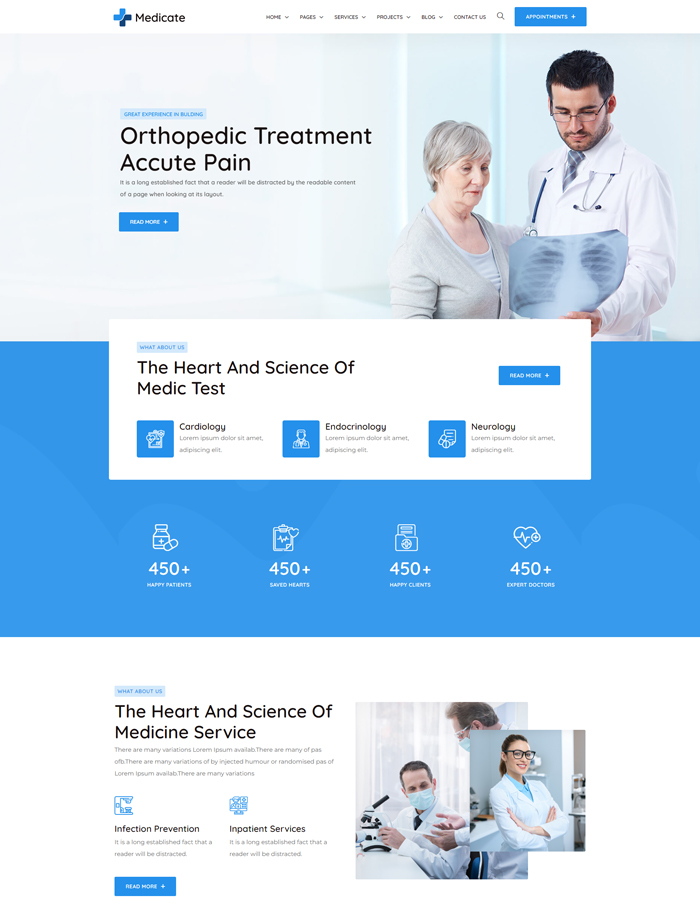 Medicate
HOME PAGES SERVICES PROJECTS BLOG CONTACT US APPOINTMENTS +
GREAT EXPERIENCE IN BULDING
Orthopedic Treatment
Accute Pain
It is a long established fact that a reader will be distracted by the readable content
of a page when looking at its layout.
READ MORE +
WHAT ABOUT US
The Heart And Science Of
Medic Test
READ MORE +
Cardiology
Lorem ipsum dolor sit amet,
adipiscing elit.
Endocrinology
Lorem ipsum dolor sit amet,
adipiscing elit.
Neurology
Lorem ipsum dolor sit amet,
adipiscing elit.
450+
HAPPY PATIENTS
450+
SAVED HEARTS
450+
HAPPY CLIENTS
450+
EXPERT DOCTORS
WHAT ABOUT US
The Heart And Science Of
Medicine Service
There are many variations Lorem Ipsum availab.There are many of pas
ofb.There are many variations of by injected humour or randomised pas of
Lorem Ipsum availab.There are many variations
Infection Prevention
It is a long established fact that a
reader will be distracted.
Inpatient Services
It is a long established fact that a
reader will be distracted.
READ MORE +